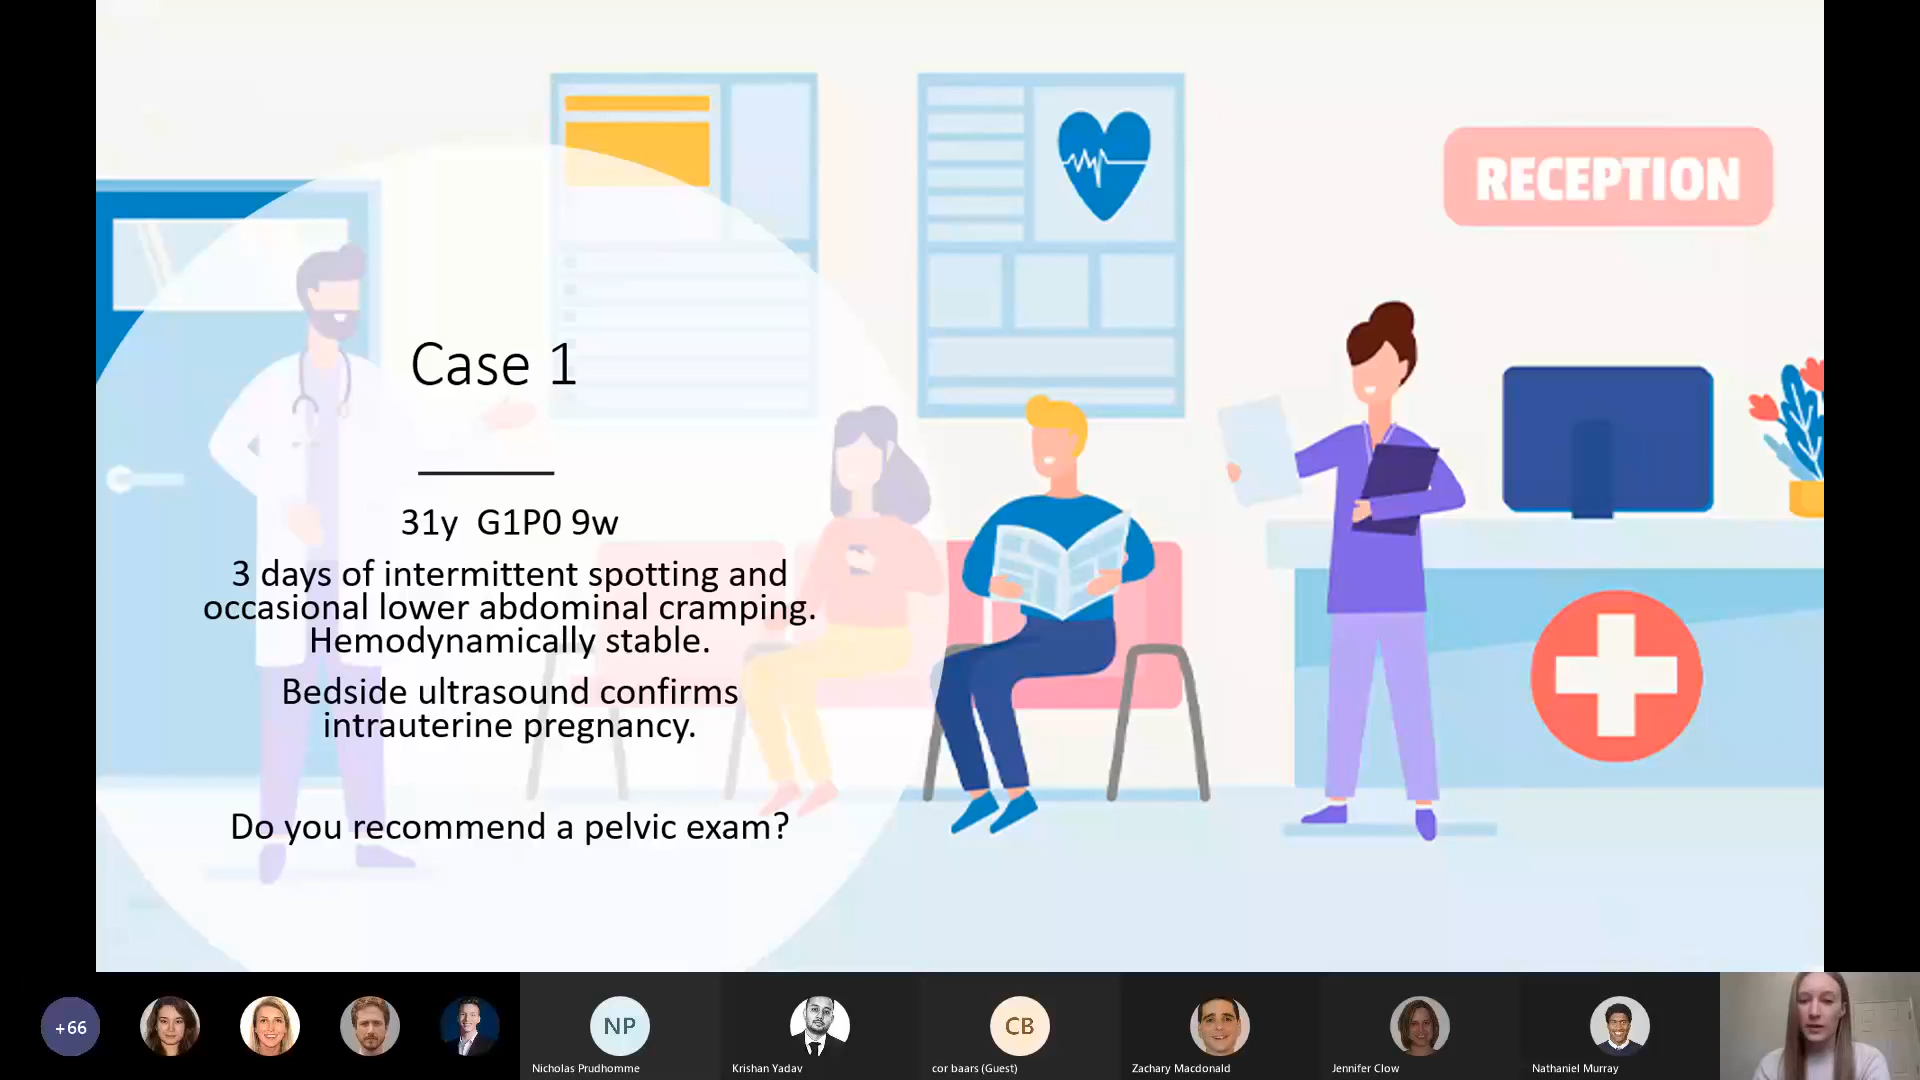 RECEPTION
Case 1
31y  G1P0 9w
3 days of intermittent spotting and
occasional lower abdominal cramping.
Hemodynamically stable.
Bedside ultrasound confirms
intrauterine pregnancy.
Do you recommend a pelvic exam?
+66
NP
CB
Nicholas Prudhomme
Krishan Yadav
cor baars (Guest)
Zachary Macdonald
Jennifer Clow
Nathaniel Murray